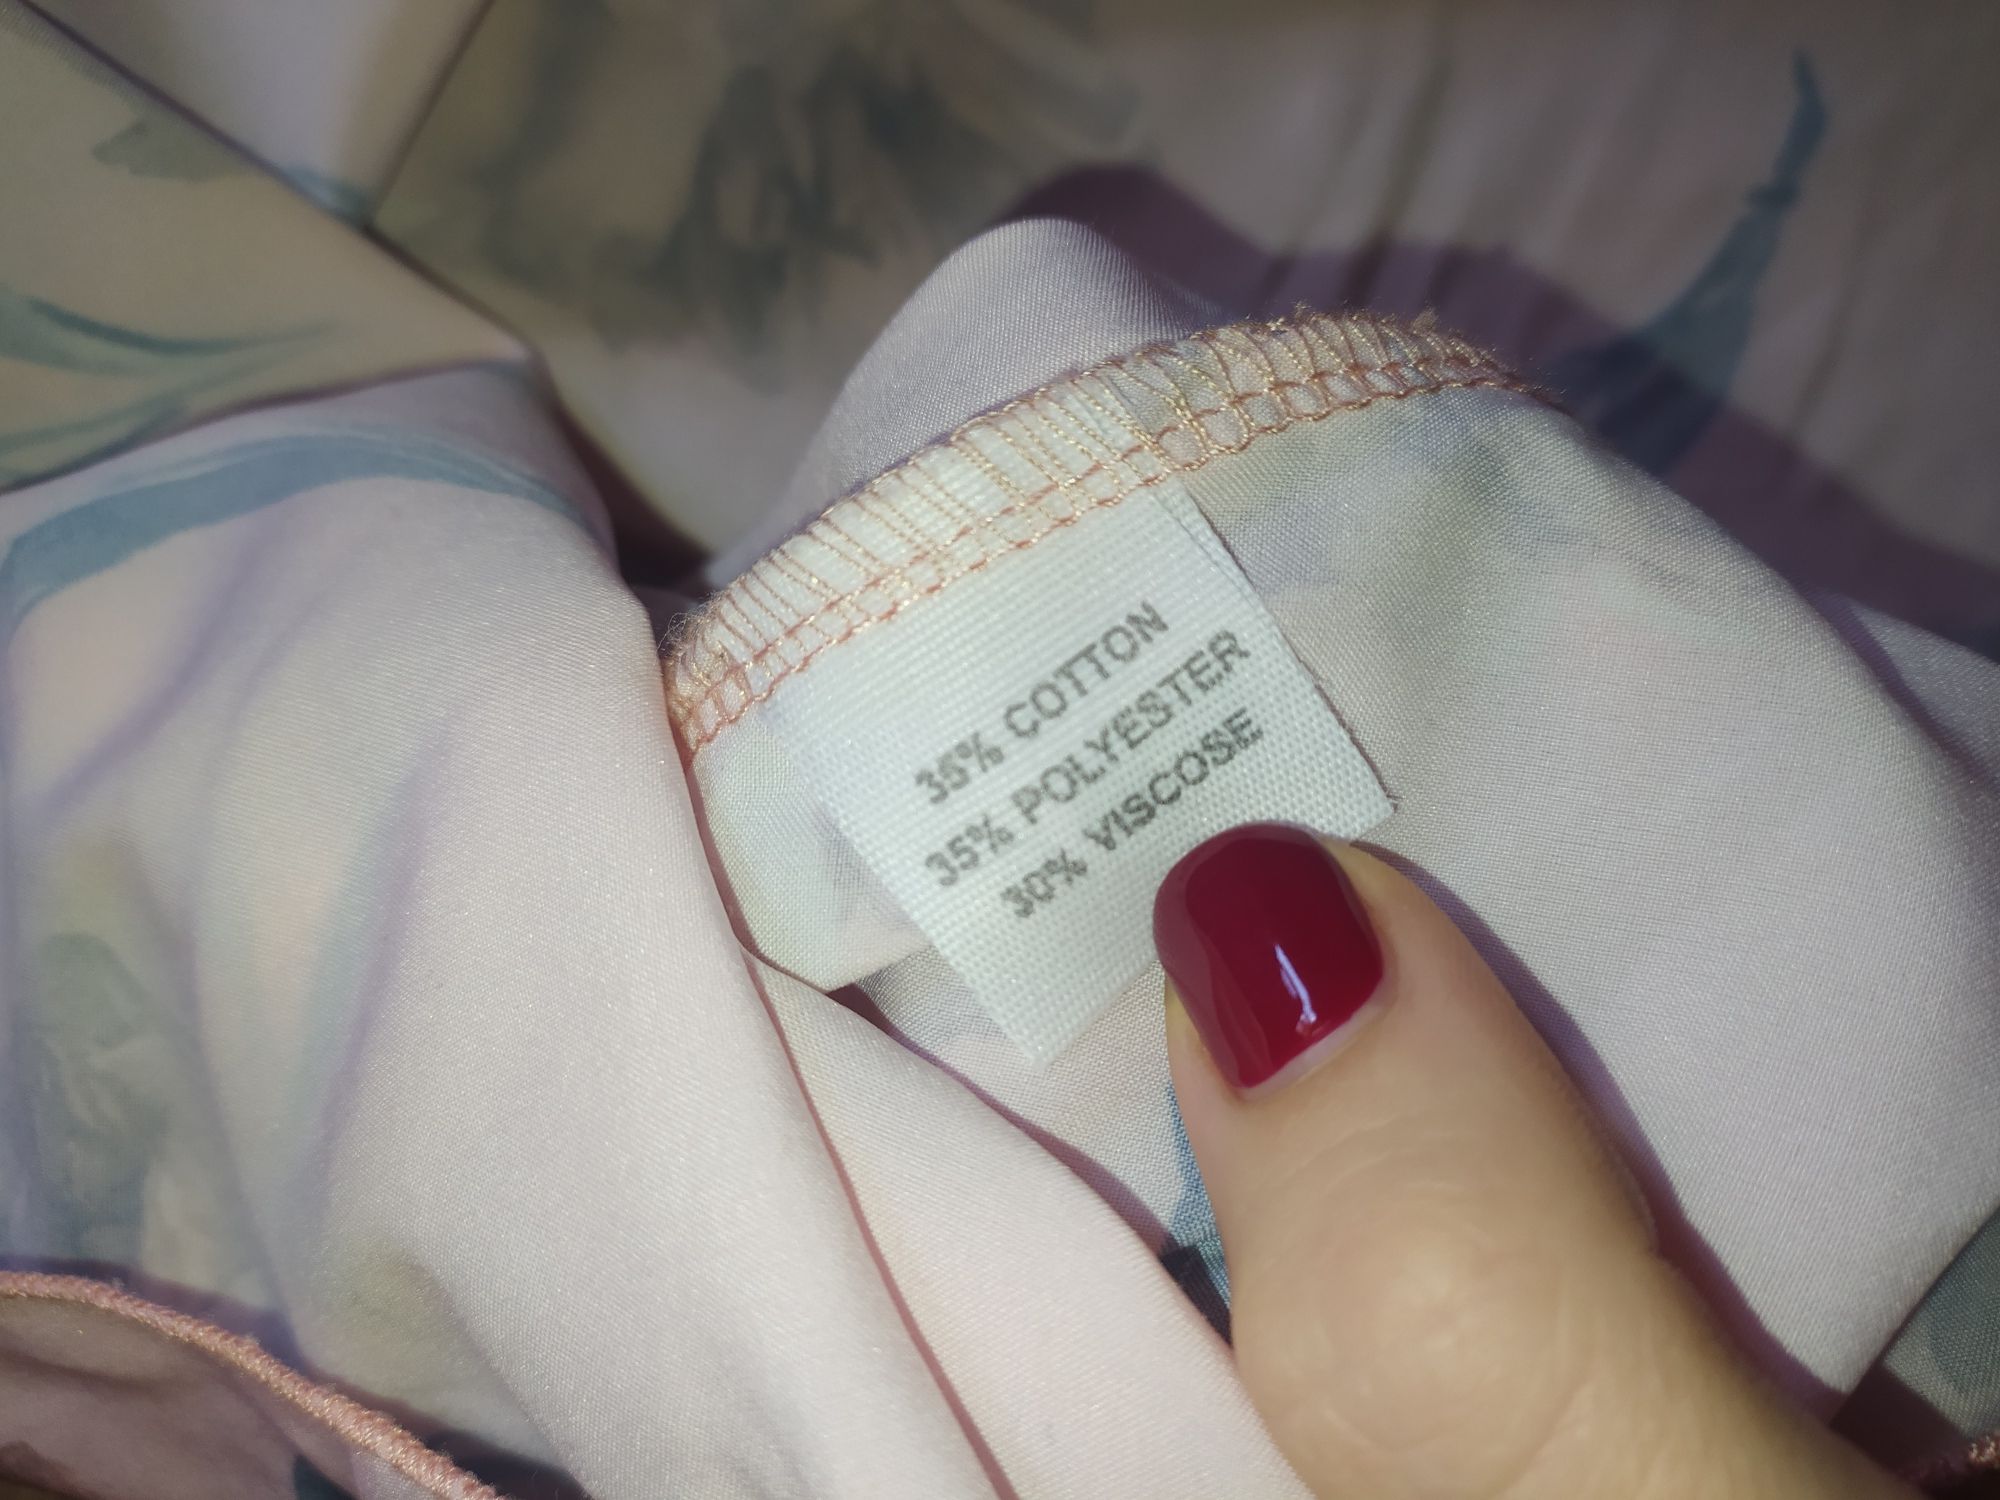 35% COTTON
35% POLYESTER
30% VISCOSE